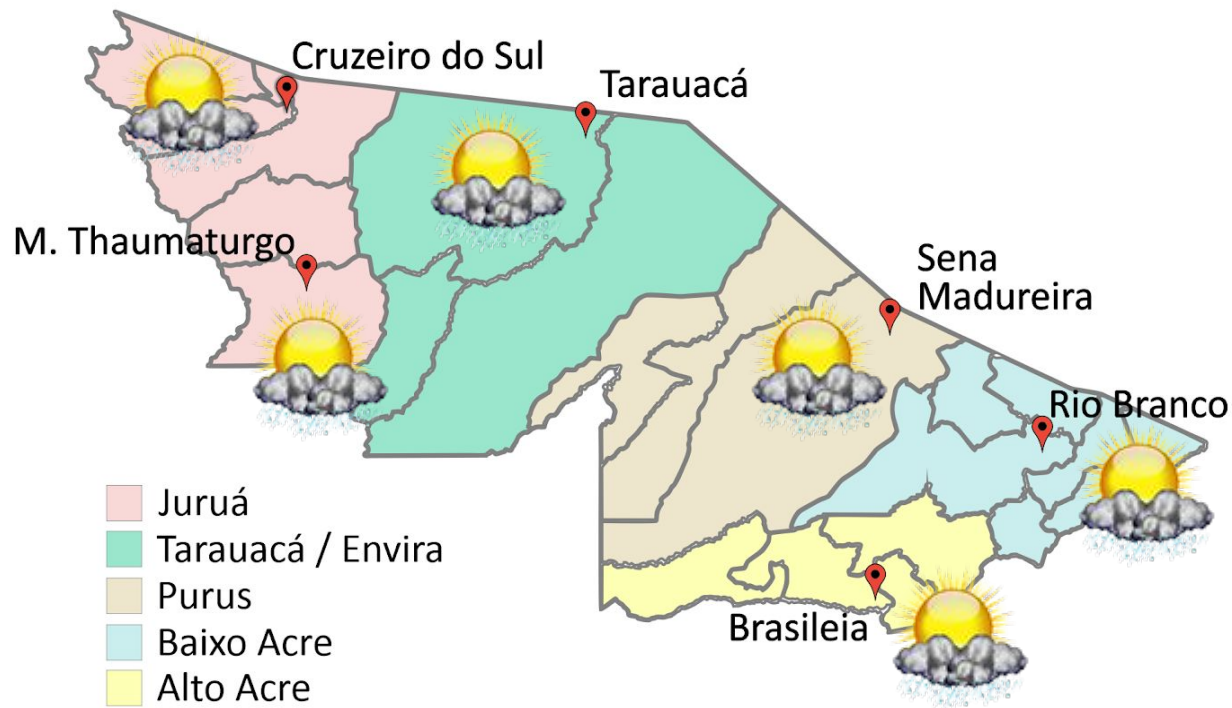 Cruzeiro do Sul
Tarauacá
M. Thaumaturgo
Sena
Madureira
Rio Branco
Brasileia
Juruá
Tarauacá / Envira
Purus
Baixo Acre
Alto Acre